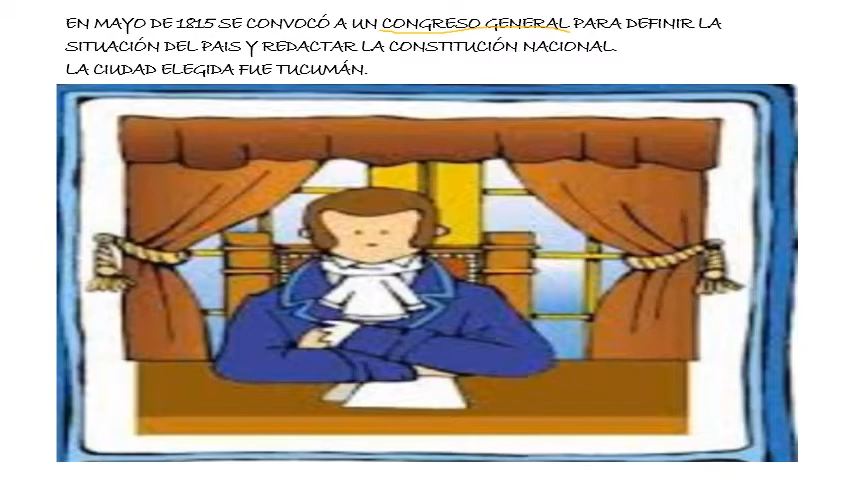 EN MAYO DE 1815 SE CONVOCÓ A UN CONGRESO GENERAL PARA DEFINIR LA
SITUACIÓN DEL PAIS Y REDACTAR LA CONSTITUCIÓN NACIONAL.
LA CIUDAD ELEGIDA FUE TUCUMÁN.